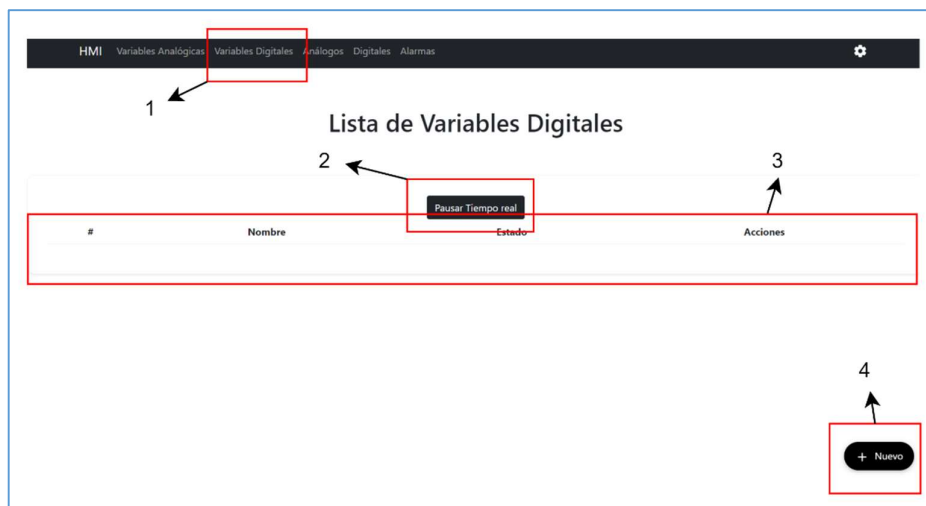 HMI Variables Analógicas Variables Digitales Análogos Digitales Alarmas
1
Lista de Variables Digitales
2
3
Pausar Tiempo real
# Nombre Estado Acciones
4
+ Nuevo